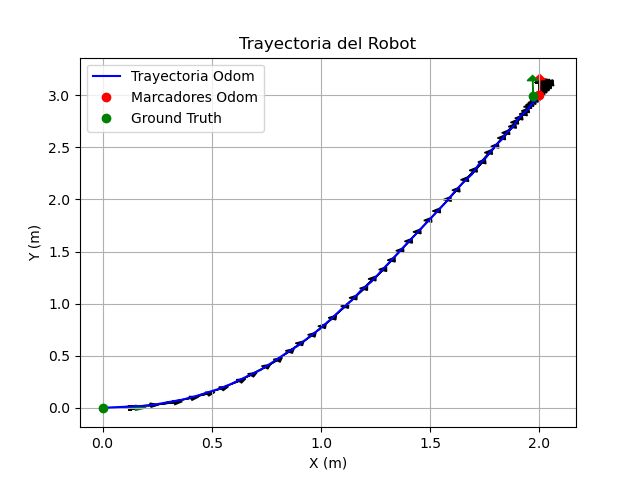 Trayectoria del Robot
Trayectoria Odom
Marcadores Odom
Ground Truth
Y (m)
3.0
2.5
2.0
1.5
1.0
0.5
0.0
0.0
0.5
1.0
1.5
2.0
X (m)